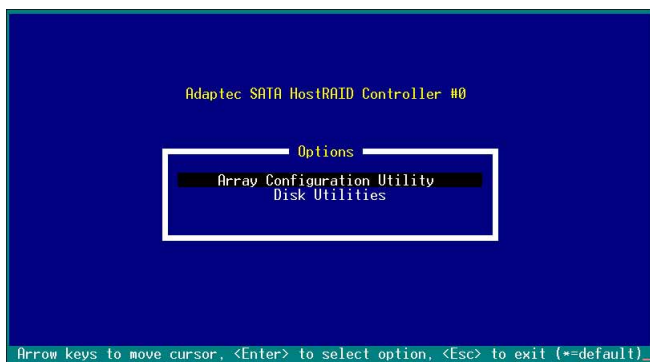 Adaptec SATA HostRAID Controller #0
Options
Array Configuration Utility
Disk Utilities
Arrow keys to move cursor, <Enter> to select option, <Esc> to exit (*=default)_